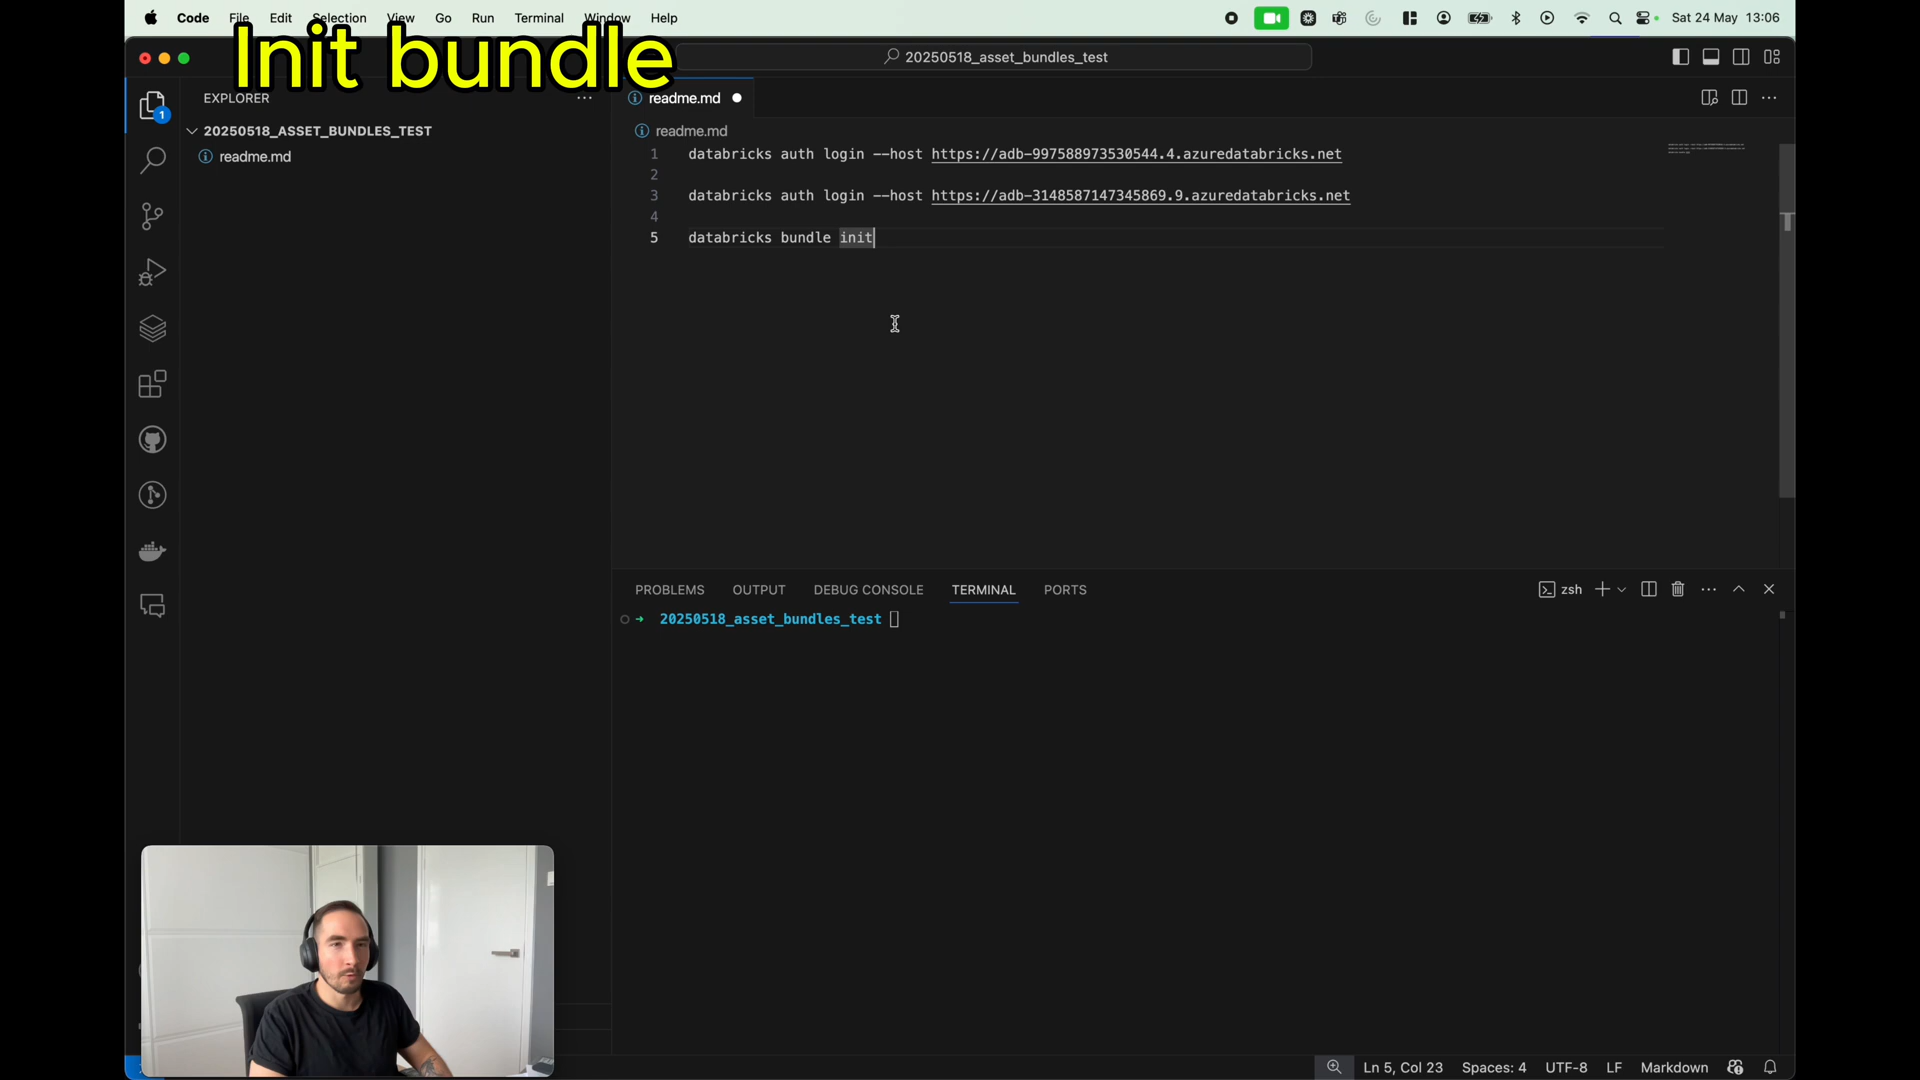 Code File Edit Selection View Go Run Terminal Window Help Sat 24 May 13:06
Init bundle
20250518_asset_bundles_test
EXPLORER
readme.md
20250518_ASSET_BUNDLES_TEST
readme.md
1
readme.md
1 databricks auth login --host https://adb-997588973530544.4.azuredatabricks.net
2
3 databricks auth login --host https://adb-3148587147345869.9.azuredatabricks.net
4
5 databricks bundle init
PROBLEMS OUTPUT DEBUG CONSOLE TERMINAL PORTS
zsh
20250518_asset_bundles_test
Ln 5, Col 23 Spaces: 4 UTF-8 LF Markdown